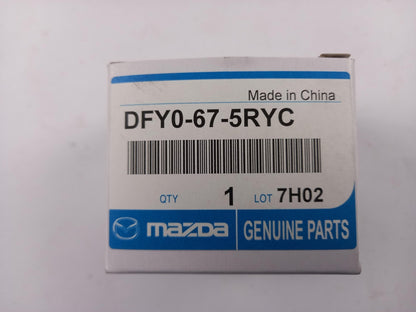 Made in China
DFY0-67-5RYC
QTY 1 LOT 7H02
mazda GENUINE PARTS